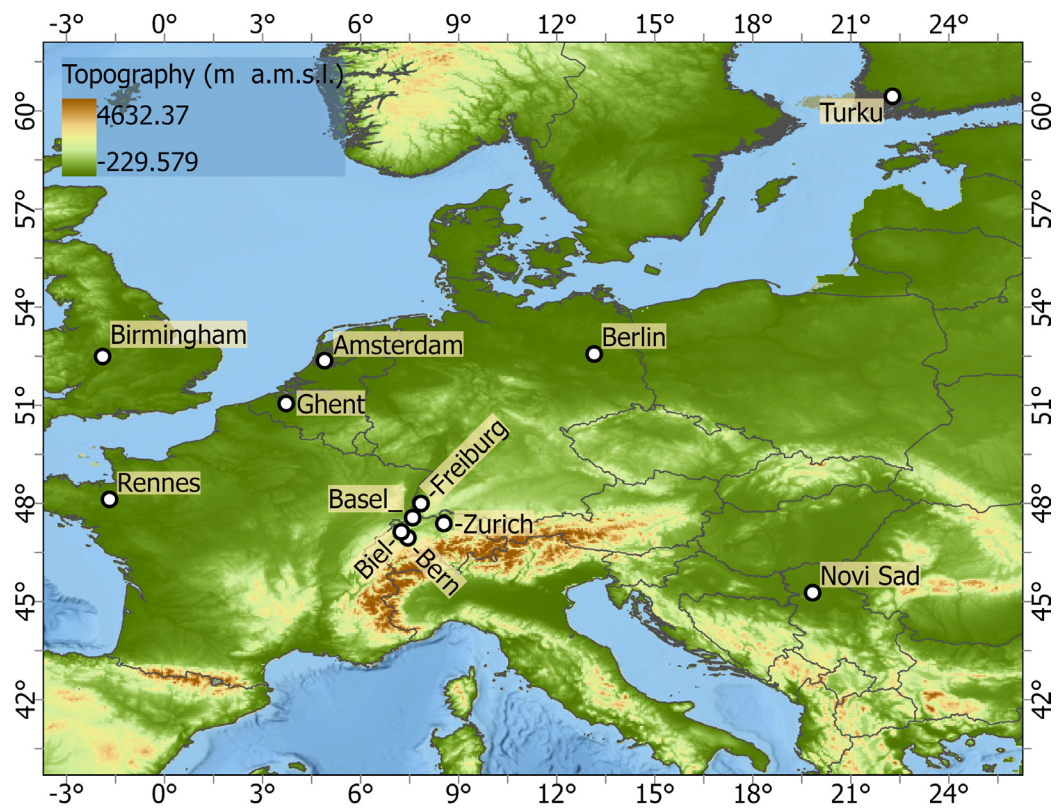 -3° 0° 3° 6° 9° 12° 15° 18° 21° 24°
Topography (m a.m.s.l.)
4632.37
-229.579
60° 60°
Turku
57° 57°
54° 54°
Birmingham
Amsterdam
Berlin
51° 51°
Ghent
-Freiburg
Rennes
Basel_
48° 48°
-Zurich
Biel-
-Bern
Novi Sad
45° 45°
42° 42°
-3° 0° 3° 6° 9° 12° 15° 18° 21° 24°